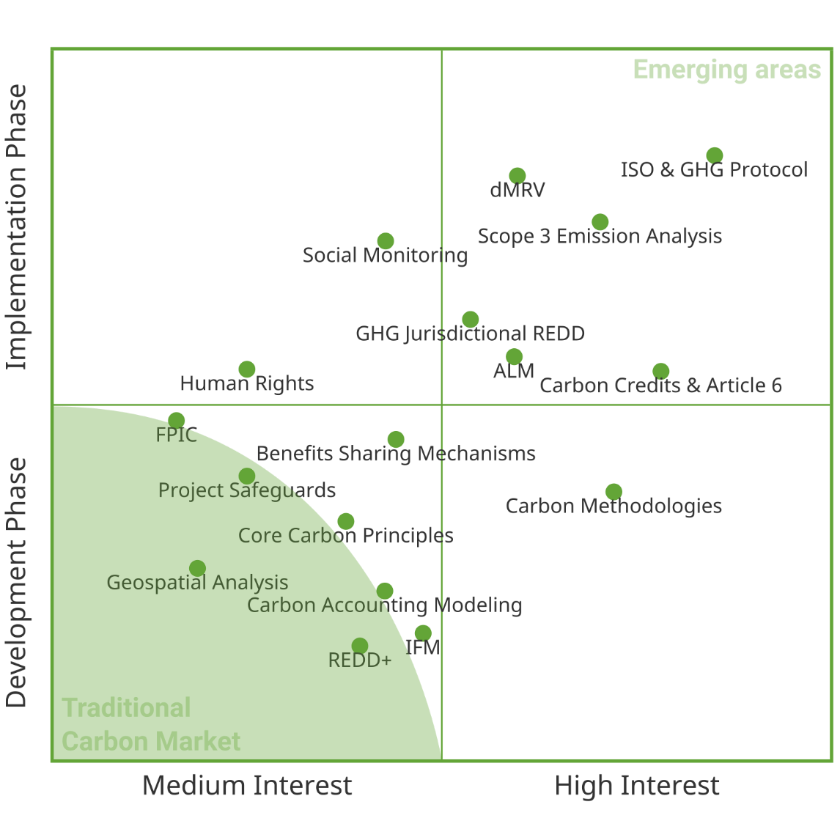 Emerging areas
Implementation Phase
ISO & GHG Protocol
dMRV
Scope 3 Emission Analysis
Social Monitoring
GHG Jurisdictional REDD
ALM
Human Rights
Carbon Credits & Article 6
FPIC
Benefits Sharing Mechanisms
Project Safeguards
Carbon Methodologies
Core Carbon Principles
Development Phase
Geospatial Analysis
Carbon Accounting Modeling
IFM
REDD+
Traditional
Carbon Market
Medium Interest
High Interest